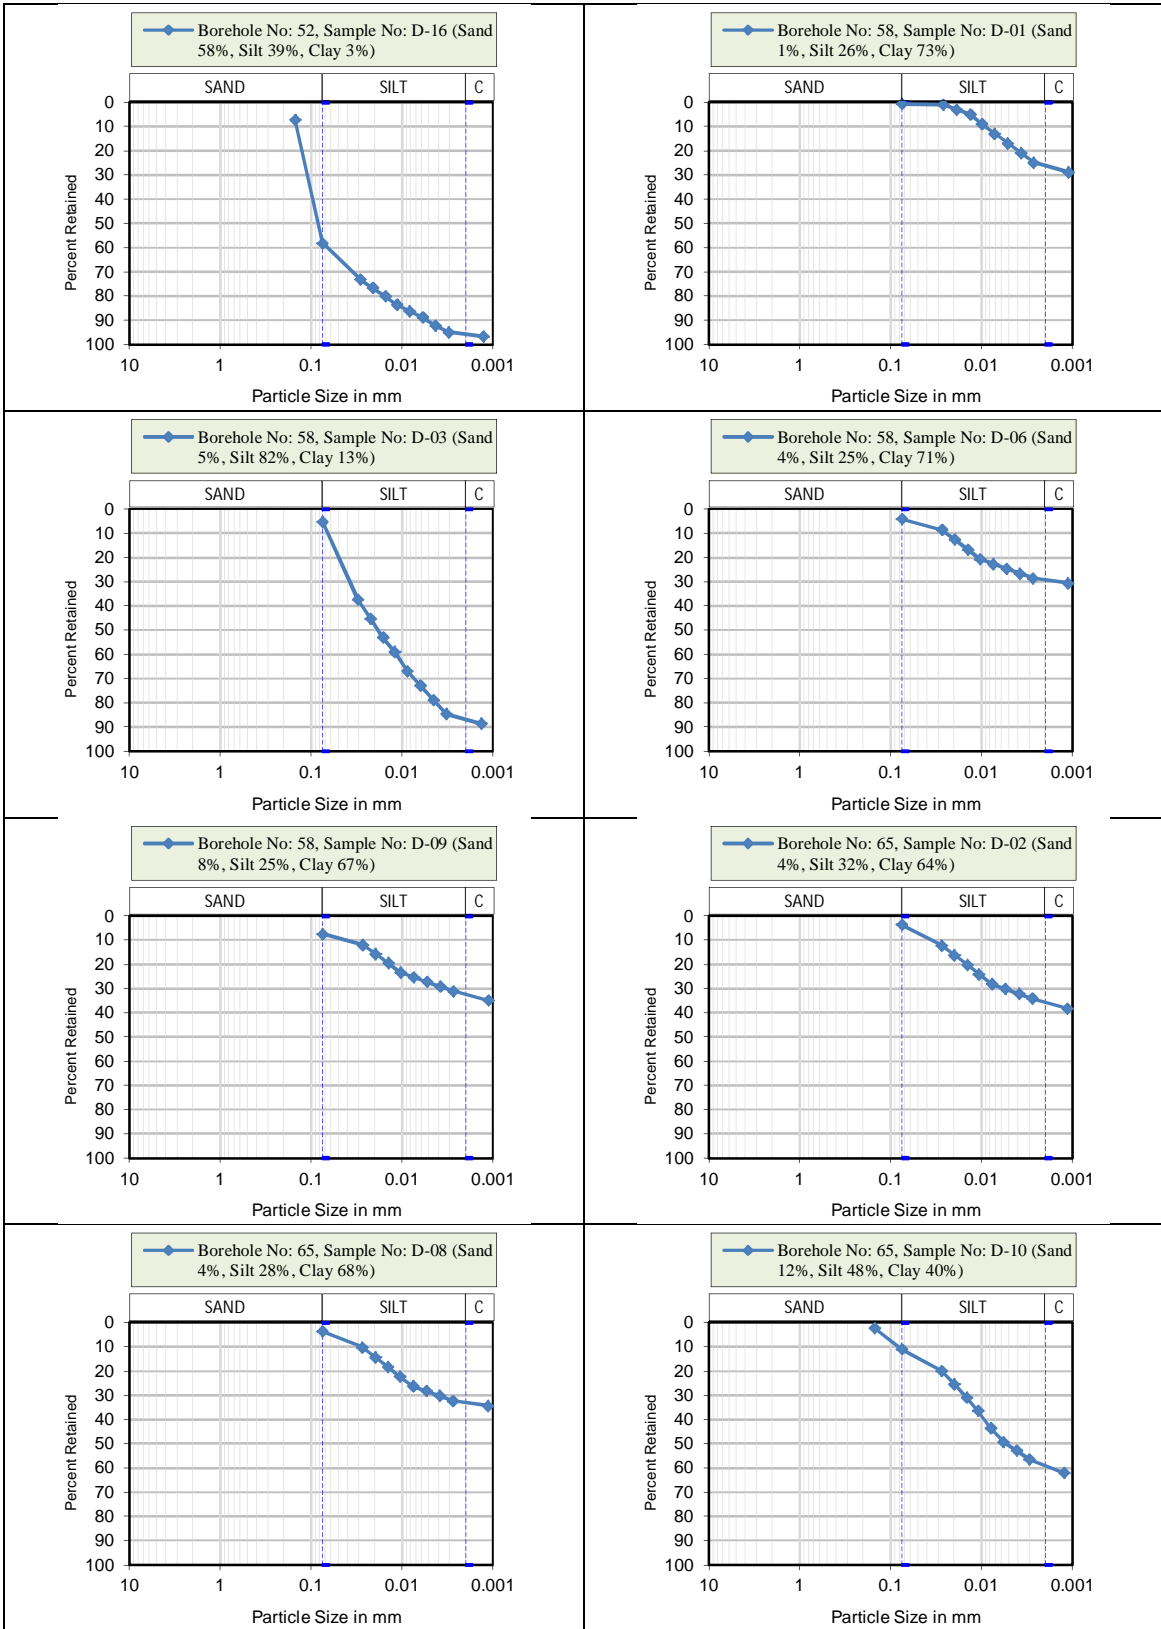 Borehole No: 52, Sample No: D-16 (Sand
58%, Silt 39%, Clay 3%)
SAND SILT C
0
10
20
30
40
50
60
70
80
90
100
Percent Retained
10 1 0.1 0.01 0.001
Particle Size in mm
Borehole No: 58, Sample No: D-01 (Sand
1%, Silt 26%, Clay 73%)
SAND SILT C
0
10
20
30
40
50
60
70
80
90
100
Percent Retained
10 1 0.1 0.01 0.001
Particle Size in mm
Borehole No: 58, Sample No: D-03 (Sand
5%, Silt 82%, Clay 13%)
SAND SILT C
0
10
20
30
40
50
60
70
80
90
100
Percent Retained
10 1 0.1 0.01 0.001
Particle Size in mm
Borehole No: 58, Sample No: D-06 (Sand
4%, Silt 25%, Clay 71%)
SAND SILT C
0
10
20
30
40
50
60
70
80
90
100
Percent Retained
10 1 0.1 0.01 0.001
Particle Size in mm
Borehole No: 58, Sample No: D-09 (Sand
8%, Silt 25%, Clay 67%)
SAND SILT C
0
10
20
30
40
50
60
70
80
90
100
Percent Retained
10 1 0.1 0.01 0.001
Particle Size in mm
Borehole No: 65, Sample No: D-02 (Sand
4%, Silt 32%, Clay 64%)
SAND SILT C
0
10
20
30
40
50
60
70
80
90
100
Percent Retained
10 1 0.1 0.01 0.001
Particle Size in mm
Borehole No: 65, Sample No: D-08 (Sand
4%, Silt 28%, Clay 68%)
SAND SILT C
0
10
20
30
40
50
60
70
80
90
100
Percent Retained
10 1 0.1 0.01 0.001
Particle Size in mm
Borehole No: 65, Sample No: D-10 (Sand
12%, Silt 48%, Clay 40%)
SAND SILT C
0
10
20
30
40
50
60
70
80
90
100
Percent Retained
10 1 0.1 0.01 0.001
Particle Size in mm